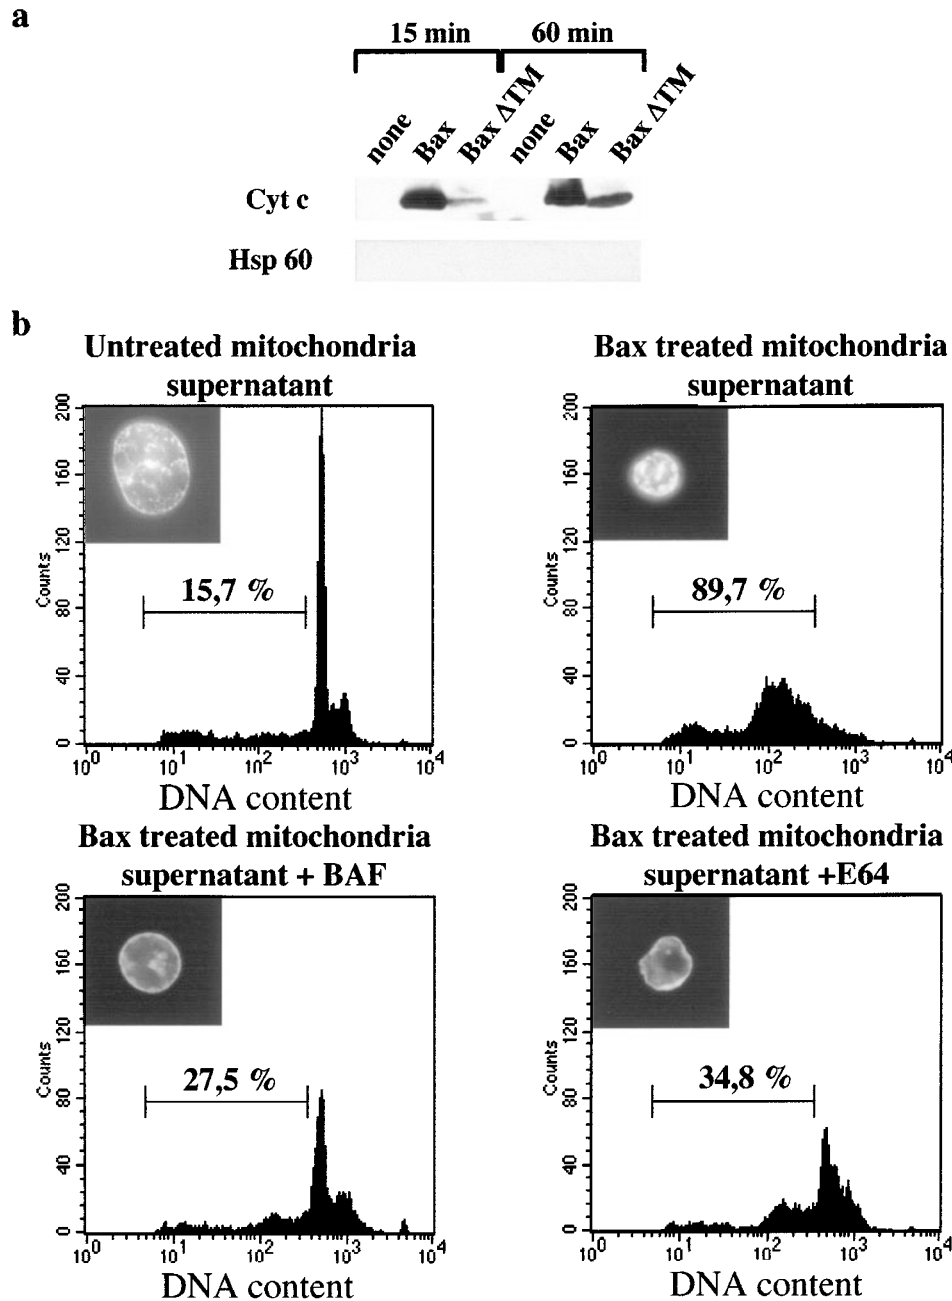 a
15 min 60 min
none Bax Bax ΔTM none Bax Bax ΔTM
Cyt c
Hsp 60
b
Untreated mitochondria
supernatant
Counts
200
160
120
80
40
0
15,7 %
10^0 10^1 10^2 10^3 10^4
DNA content
Bax treated mitochondria
supernatant
Counts
200
160
120
80
40
0
89,7 %
10^0 10^1 10^2 10^3 10^4
DNA content
Bax treated mitochondria
supernatant + BAF
Counts
200
160
120
80
40
0
27,5 %
10^0 10^1 10^2 10^3 10^4
DNA content
Bax treated mitochondria
supernatant +E64
Counts
200
160
120
80
40
0
34,8 %
10^0 10^1 10^2 10^3 10^4
DNA content